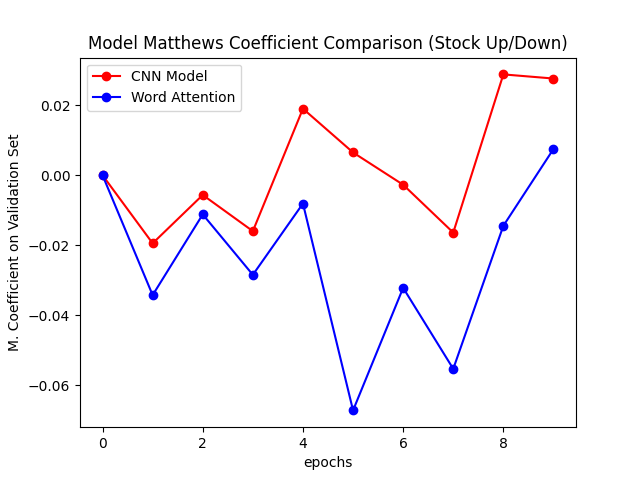 Model Matthews Coefficient Comparison (Stock Up/Down)
CNN Model
Word Attention
M. Coefficient on Validation Set
0.02
0.00
−0.02
−0.04
−0.06
0 2 4 6 8
epochs